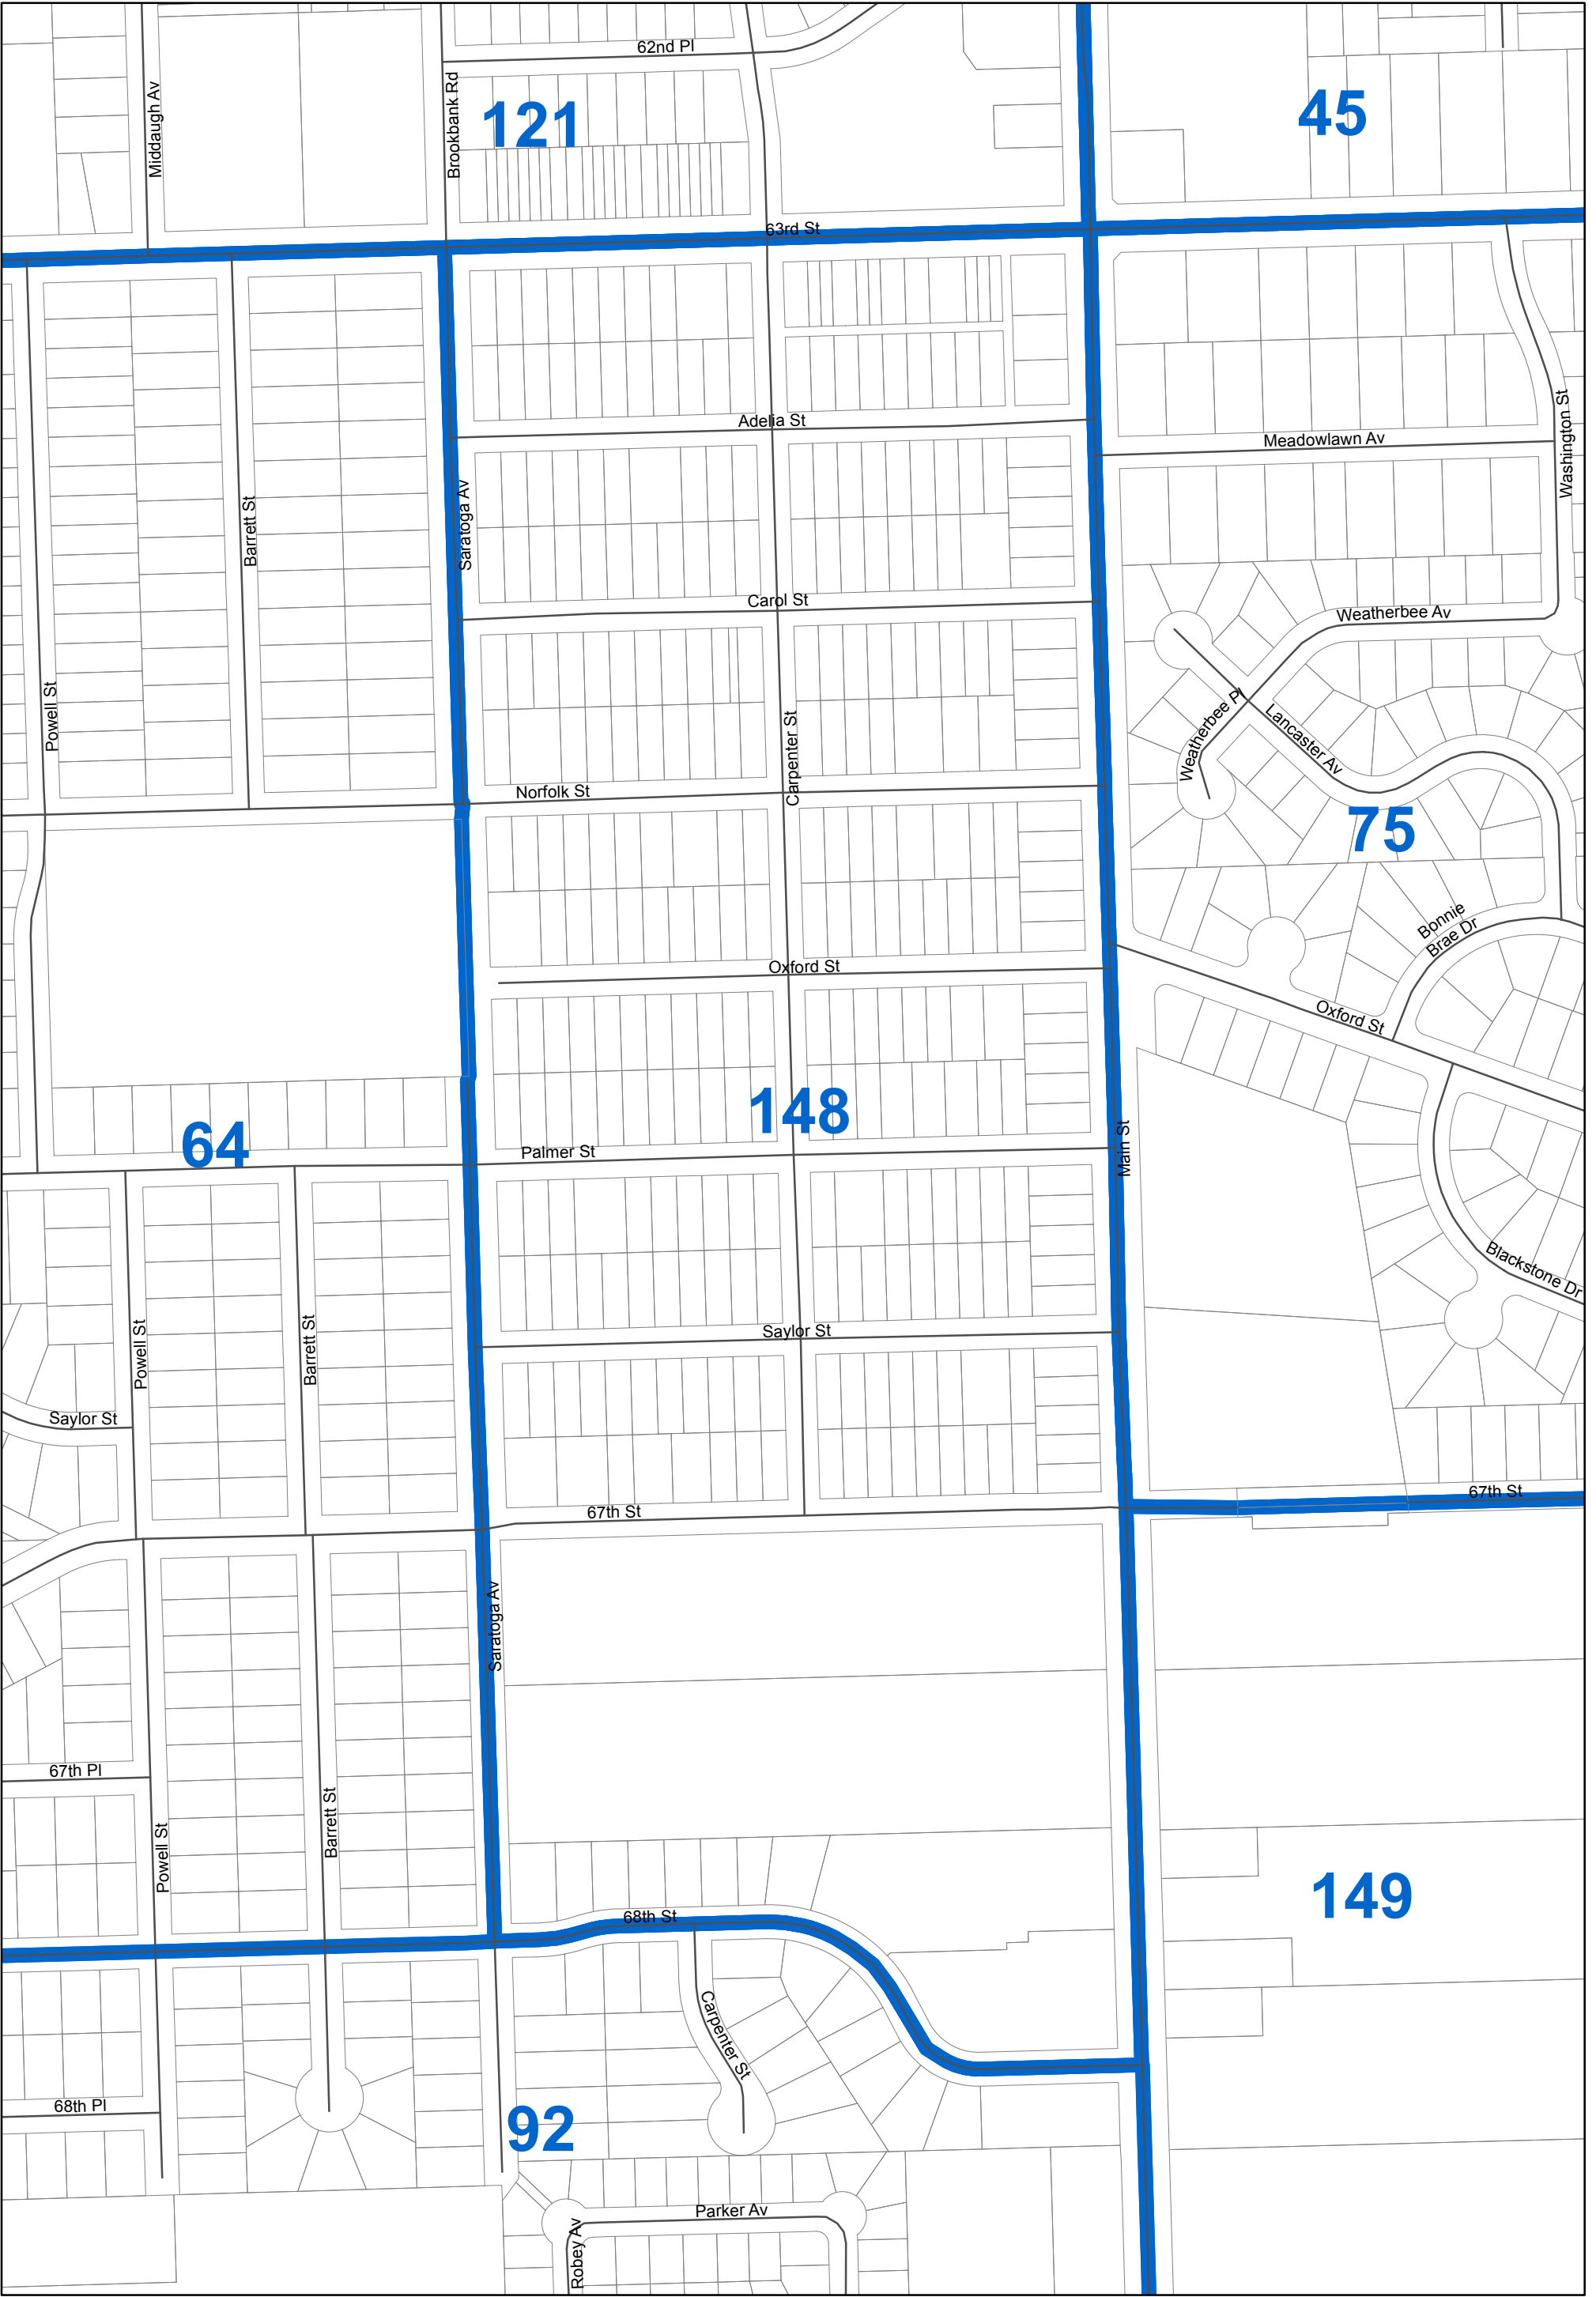 62nd Pl
Middaugh Av
Brookbank Rd
121
45
63rd St
Adelia St
Meadowlawn Av
Washington St
Saratoga Av
Barrett St
Carol St
Weatherbee Av
Powell St
Carpenter St
Weatherbee Pl
Lancaster Av
Norfolk St
75
Bonnie
Brae Dr
Oxford St
Oxford St
148
64
Main St
Palmer St
Blackstone Dr
Powell St
Barrett St
Saylor St
Saylor St
67th St
67th St
Saratoga Av
67th Pl
Powell St
Barrett St
149
68th St
Carpenter St
68th Pl
92
Parker Av
Robey Av